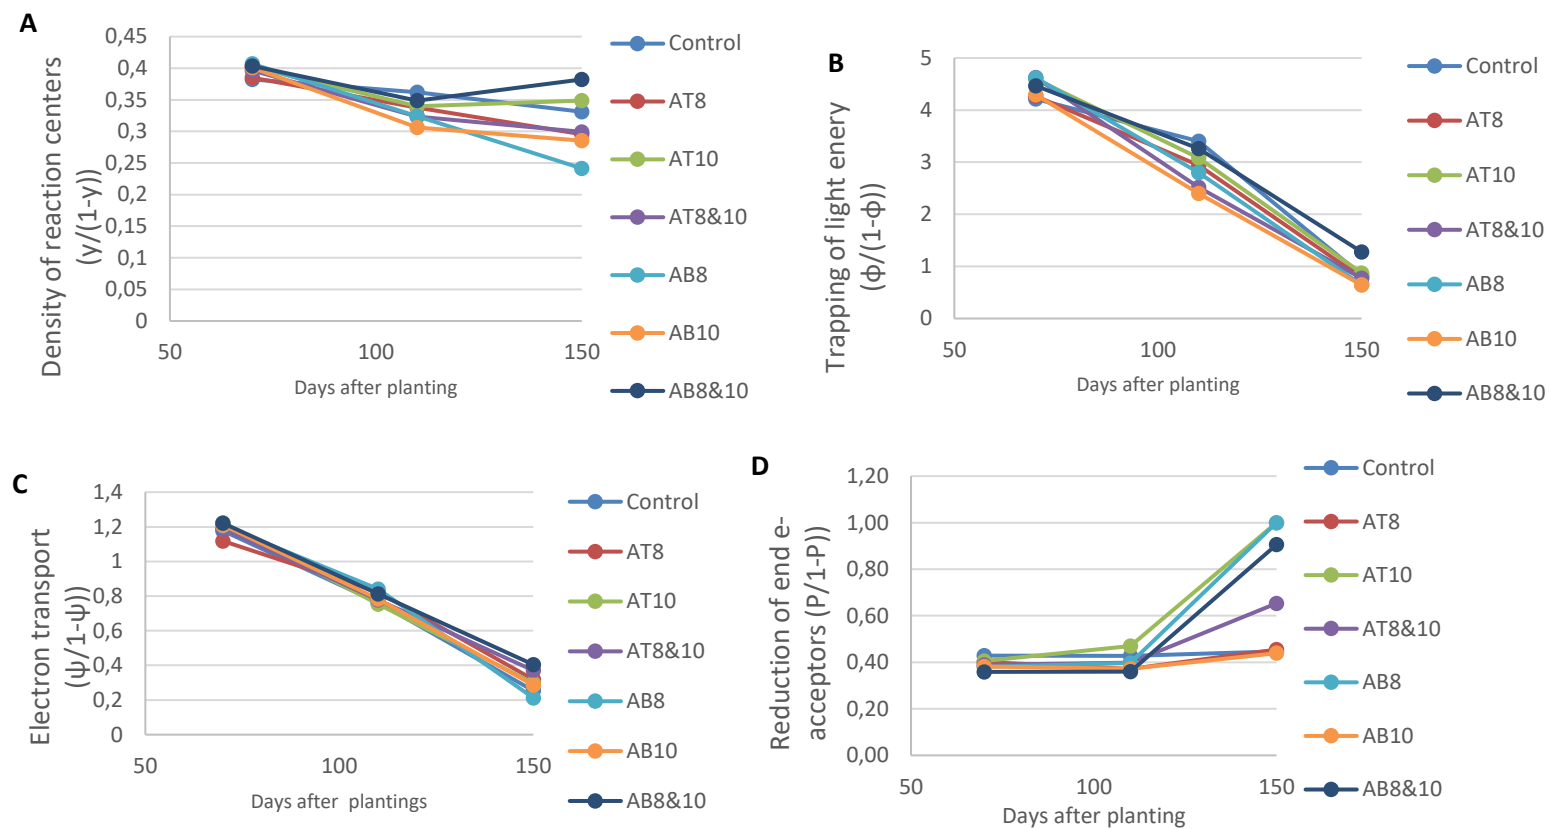 A
Density of reaction centers
(y/(1-y))
0,45
0,4
0,35
0,3
0,25
0,2
0,15
0,1
0,05
0
50
100
150
Days after planting
Control
AT8
AT10
AT8&10
AB8
AB10
AB8&10
B
Trapping of light enery
(ϕ/(1-ϕ))
5
4
3
2
1
0
50
100
150
Days after planting
Control
AT8
AT10
AT8&10
AB8
AB10
AB8&10
C
Electron transport
(ψ/1-ψ))
1,4
1,2
1
0,8
0,6
0,4
0,2
0
50
100
150
Days after  plantings
Control
AT8
AT10
AT8&10
AB8
AB10
AB8&10
D
Reduction of end e-
acceptors (P/1-P))
1,20
1,00
0,80
0,60
0,40
0,20
0,00
50
100
150
Days after planting
Control
AT8
AT10
AT8&10
AB8
AB10
AB8&10